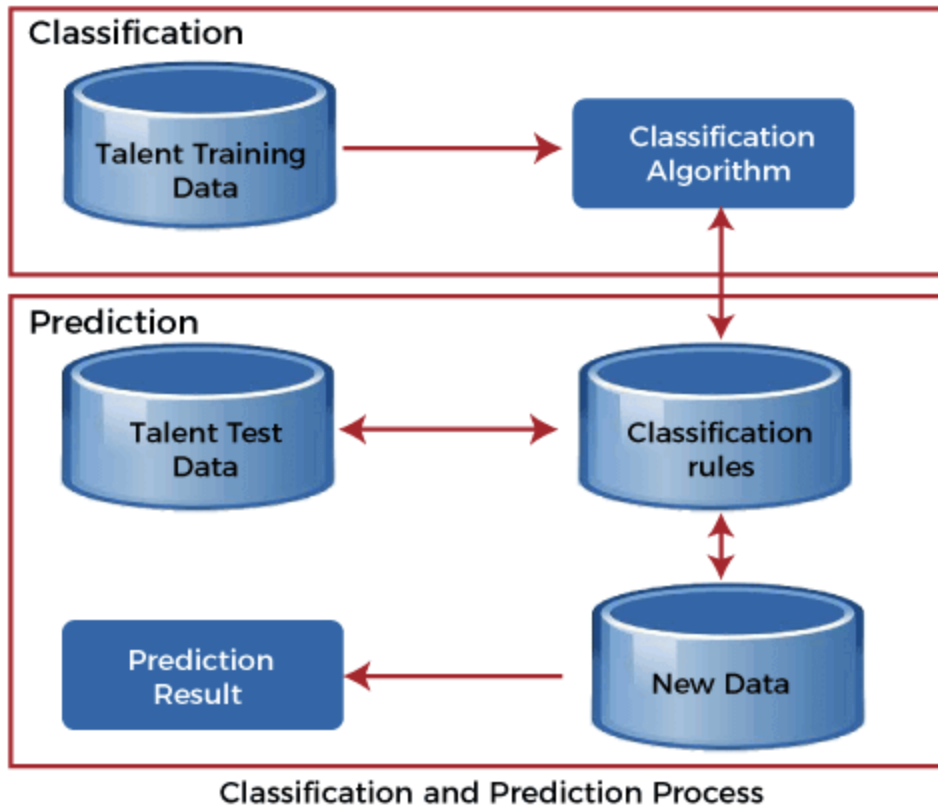 Classification
Talent Training
Data
Classification
Algorithm
Prediction
Talent Test
Data
Classification
rules
Prediction
Result
New Data
Classification and Prediction Process